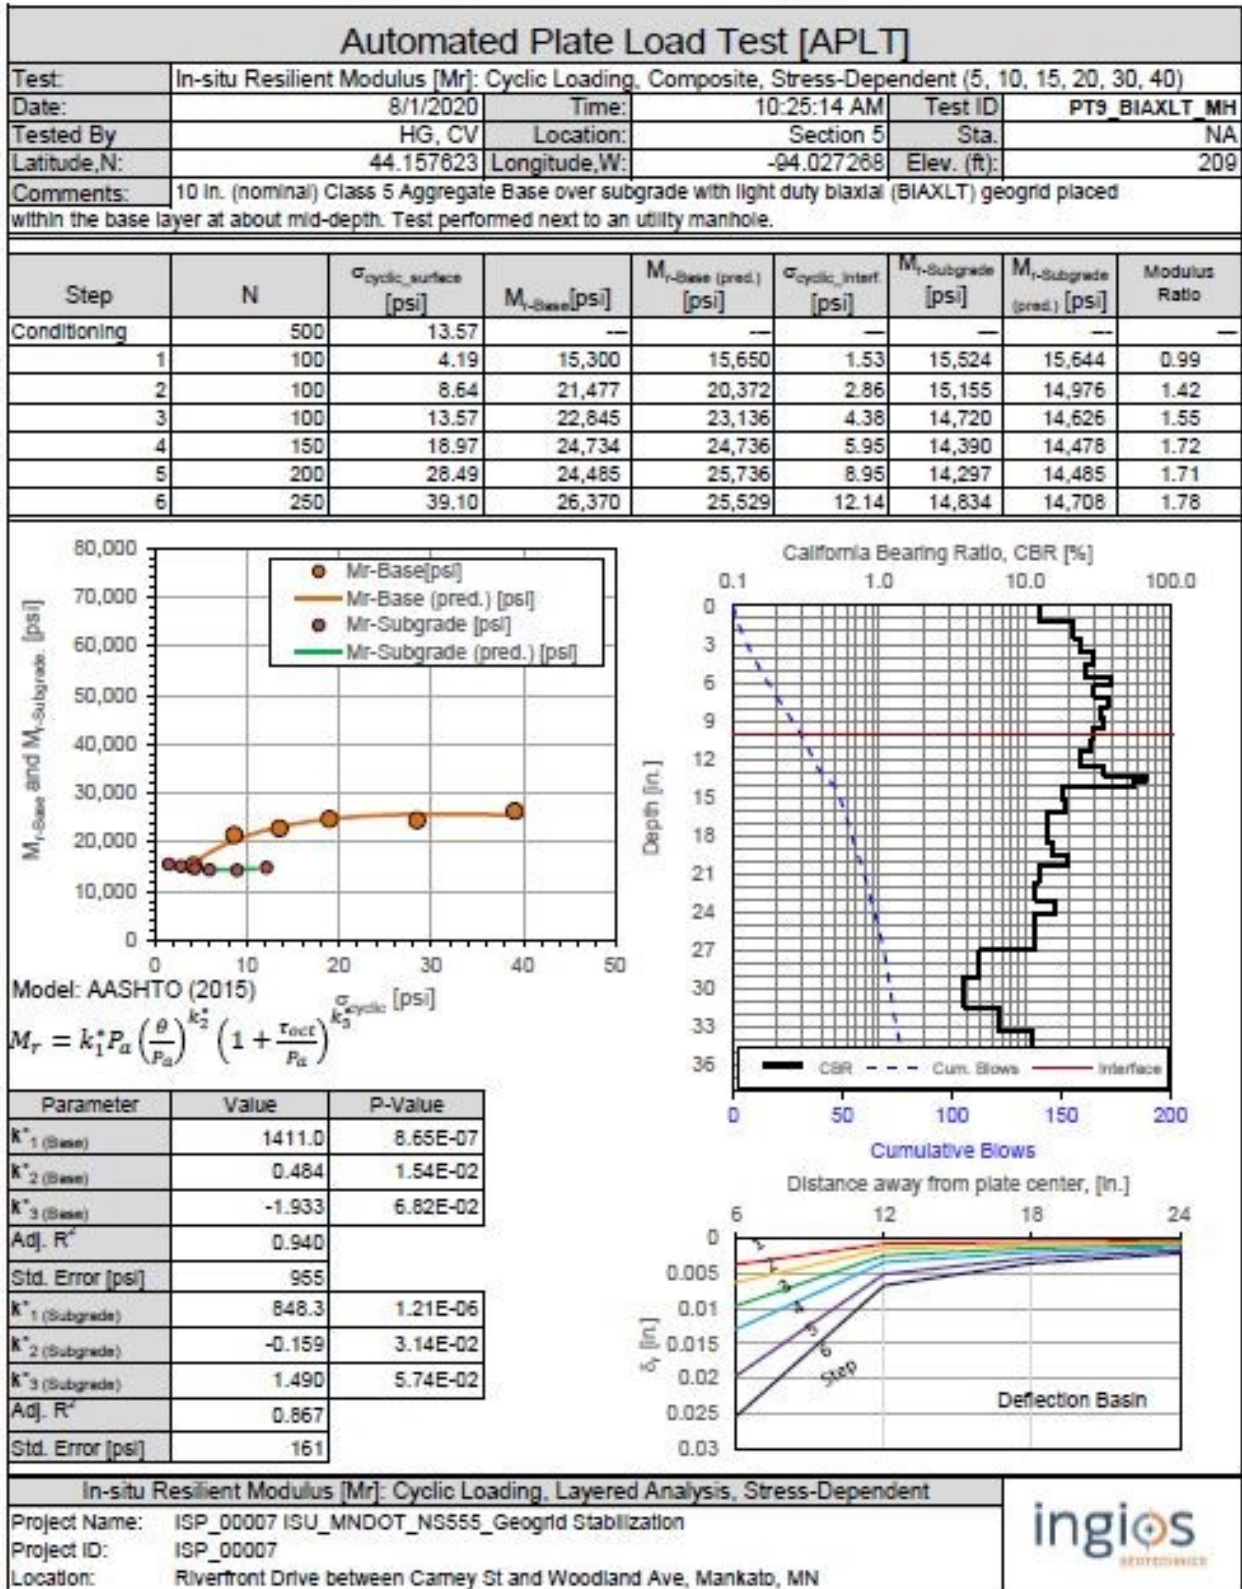 Automated Plate Load Test [APLT]
Test: In-situ Resilient Modulus [Mr]: Cyclic Loading, Composite, Stress-Dependent (5, 10, 15, 20, 30, 40)
Date: 8/1/2020 Time: 10:25:14 AM Test ID PT9_BIAXLT_MH
Tested By HG, CV Location: Section 5 Sta. NA
Latitude,N: 44.157623 Longitude,W: -94.027268 Elev. (ft): 209
Comments: 10 in. (nominal) Class 5 Aggregate Base over subgrade with light duty biaxial (BIAXLT) geogrid placed
within the base layer at about mid-depth. Test performed next to an utility manhole.
Step N σcyclic_surface [psi] Mr-Base[psi] Mr-Base (pred.) [psi] σcyclic_interf. [psi] Mr-Subgrade [psi] Mr-Subgrade (pred.) [psi] Modulus Ratio
Conditioning 500 13.57 --- --- --- --- --- ---
1 100 4.19 15,300 15,650 1.53 15,524 15,644 0.99
2 100 8.64 21,477 20,372 2.86 15,155 14,976 1.42
3 100 13.57 22,845 23,136 4.38 14,720 14,626 1.55
4 150 18.97 24,734 24,736 5.95 14,390 14,478 1.72
5 200 28.49 24,485 25,736 8.95 14,297 14,485 1.71
6 250 39.10 26,370 25,529 12.14 14,834 14,708 1.78
Mr-Base and Mr-Subgrade. [psi]
80,000
70,000
60,000
50,000
40,000
30,000
20,000
10,000
0
Mr-Base[psi]
Mr-Base (pred.) [psi]
Mr-Subgrade [psi]
Mr-Subgrade (pred.) [psi]
0 10 20 30 40 50
σcyclic [psi]
Model: AASHTO (2015)
Mr = k1* Pa (θ/Pa)^k2* (1 + τoct/Pa)^k3*
California Bearing Ratio, CBR [%]
0.1 1.0 10.0 100.0
Depth [in.]
0
3
6
9
12
15
18
21
24
27
30
33
36
CBR Cum. Blows Interface
0 50 100 150 200
Cumulative Blows
Parameter Value P-Value
k*1 (Base) 1411.0 8.65E-07
k*2 (Base) 0.484 1.54E-02
k*3 (Base) -1.933 6.82E-02
Adj. R² 0.940
Std. Error [psi] 955
k*1 (Subgrade) 848.3 1.21E-06
k*2 (Subgrade) -0.159 3.14E-02
k*3 (Subgrade) 1.490 5.74E-02
Adj. R² 0.867
Std. Error [psi] 161
Distance away from plate center, [in.]
6 12 18 24
δr [in.]
0
0.005
0.01
0.015
0.02
0.025
0.03
1
2
3
4
5
6
Step
Deflection Basin
In-situ Resilient Modulus [Mr]: Cyclic Loading, Layered Analysis, Stress-Dependent
Project Name: ISP_00007 ISU_MNDOT_NS555_Geogrid Stabilization
Project ID: ISP_00007
Location: Riverfront Drive between Carney St and Woodland Ave, Mankato, MN
ingios
GEOTECHNICS